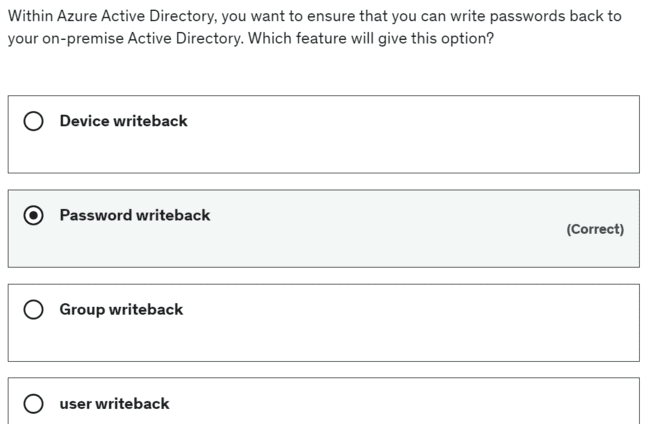 Within Azure Active Directory, you want to ensure that you can write passwords back to
your on-premise Active Directory. Which feature will give this option?
Device writeback
Password writeback
(Correct)
Group writeback
user writeback